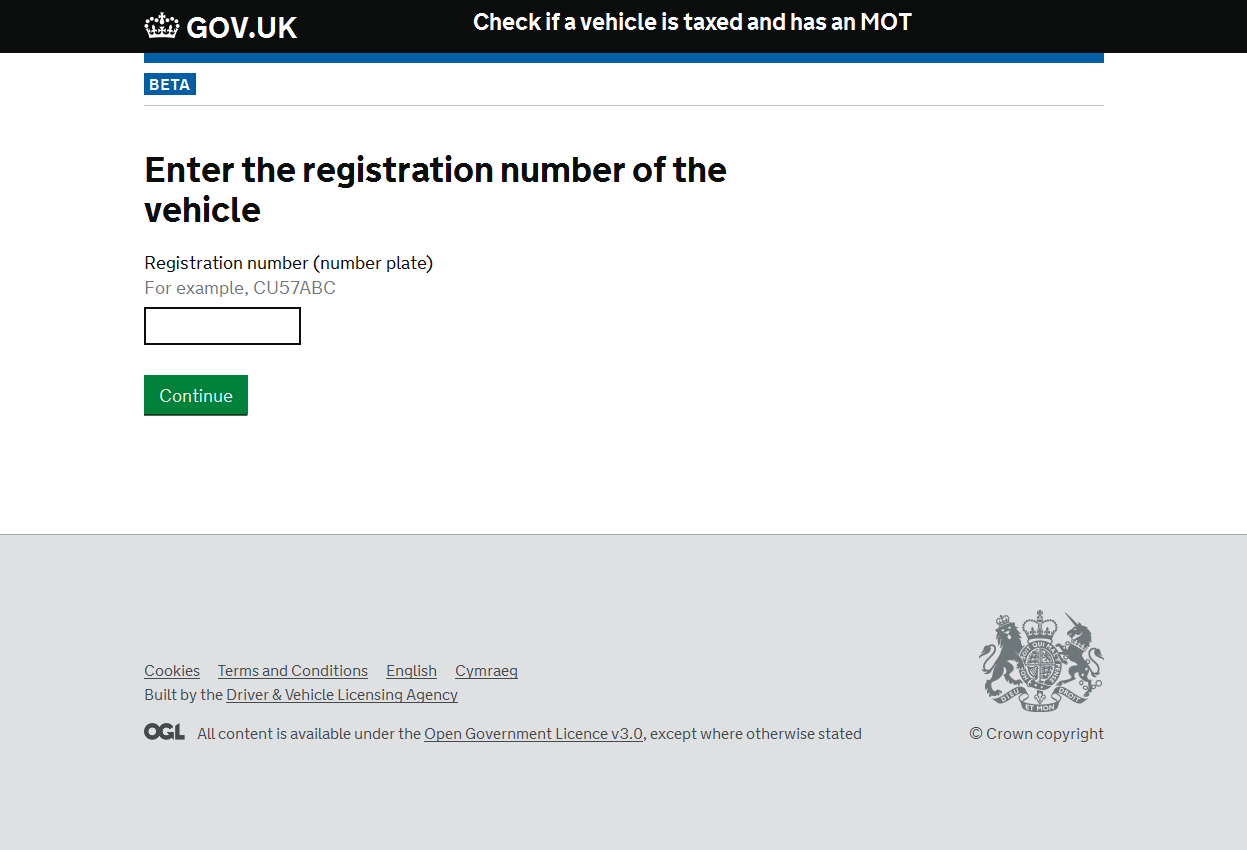 GOV.UK
Check if a vehicle is taxed and has an MOT
BETA
Enter the registration number of the
vehicle
Registration number (number plate)
For example, CU57ABC
Continue
Cookies Terms and Conditions English Cymraeg
Built by the Driver & Vehicle Licensing Agency
OGL All content is available under the Open Government Licence v3.0, except where otherwise stated
DIEU ET MON DROIT
© Crown copyright